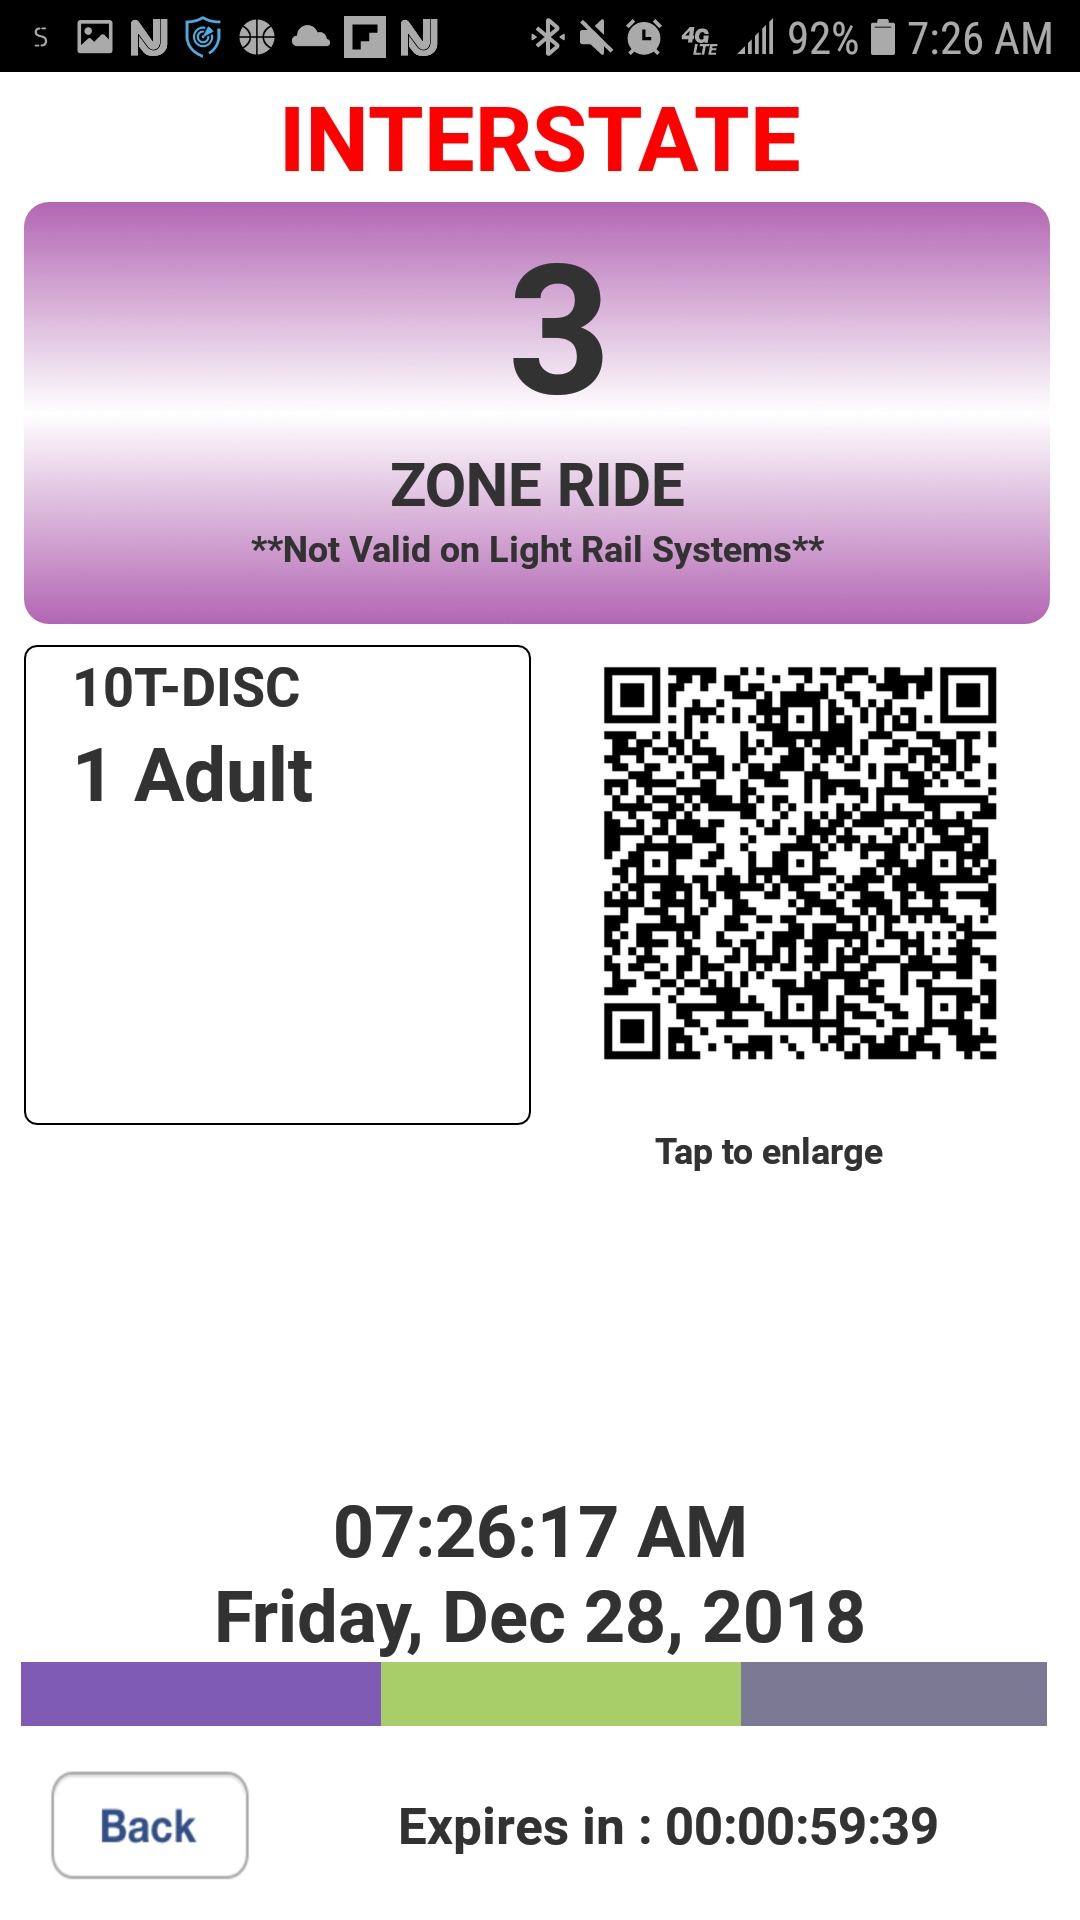 92% 7:26 AM
INTERSTATE
3
ZONE RIDE
**Not Valid on Light Rail Systems**
10T-DISC
1 Adult
Tap to enlarge
07:26:17 AM
Friday, Dec 28, 2018
Back
Expires in : 00:00:59:39